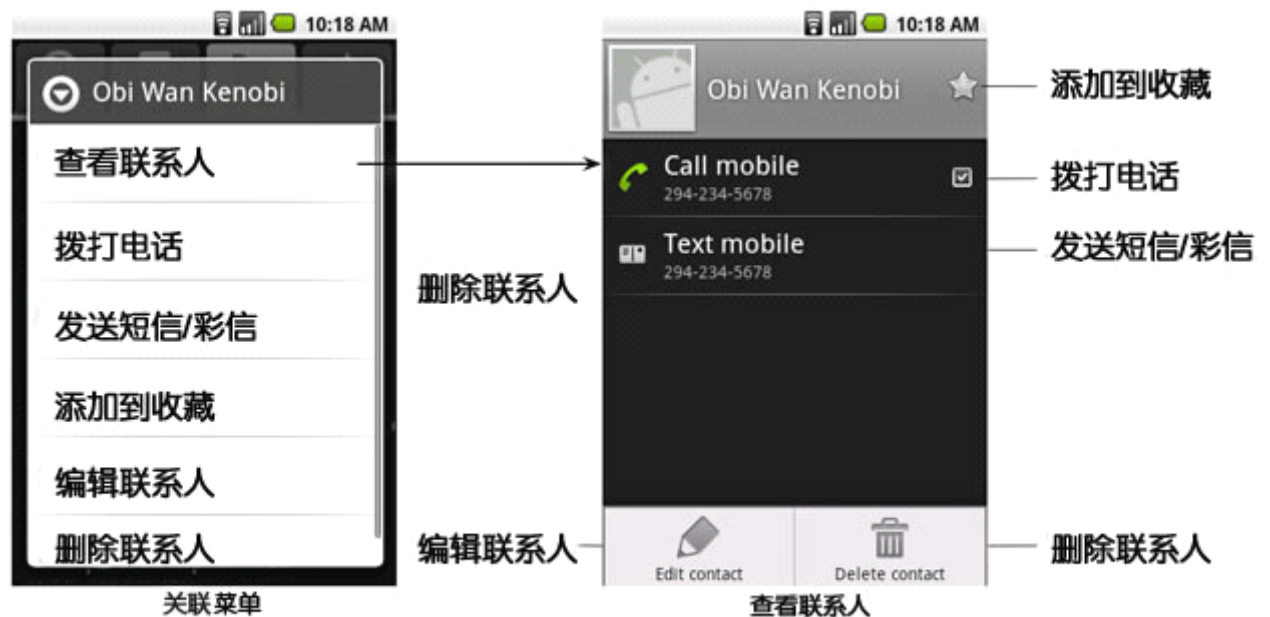 10:18 AM
Obi Wan Kenobi
查看联系人
拨打电话
发送短信/彩信
添加到收藏
编辑联系人
删除联系人
关联菜单
删除联系人
编辑联系人
10:18 AM
Obi Wan Kenobi
Call mobile
294-234-5678
Text mobile
294-234-5678
Edit contact
Delete contact
查看联系人
添加到收藏
拨打电话
发送短信/彩信
删除联系人